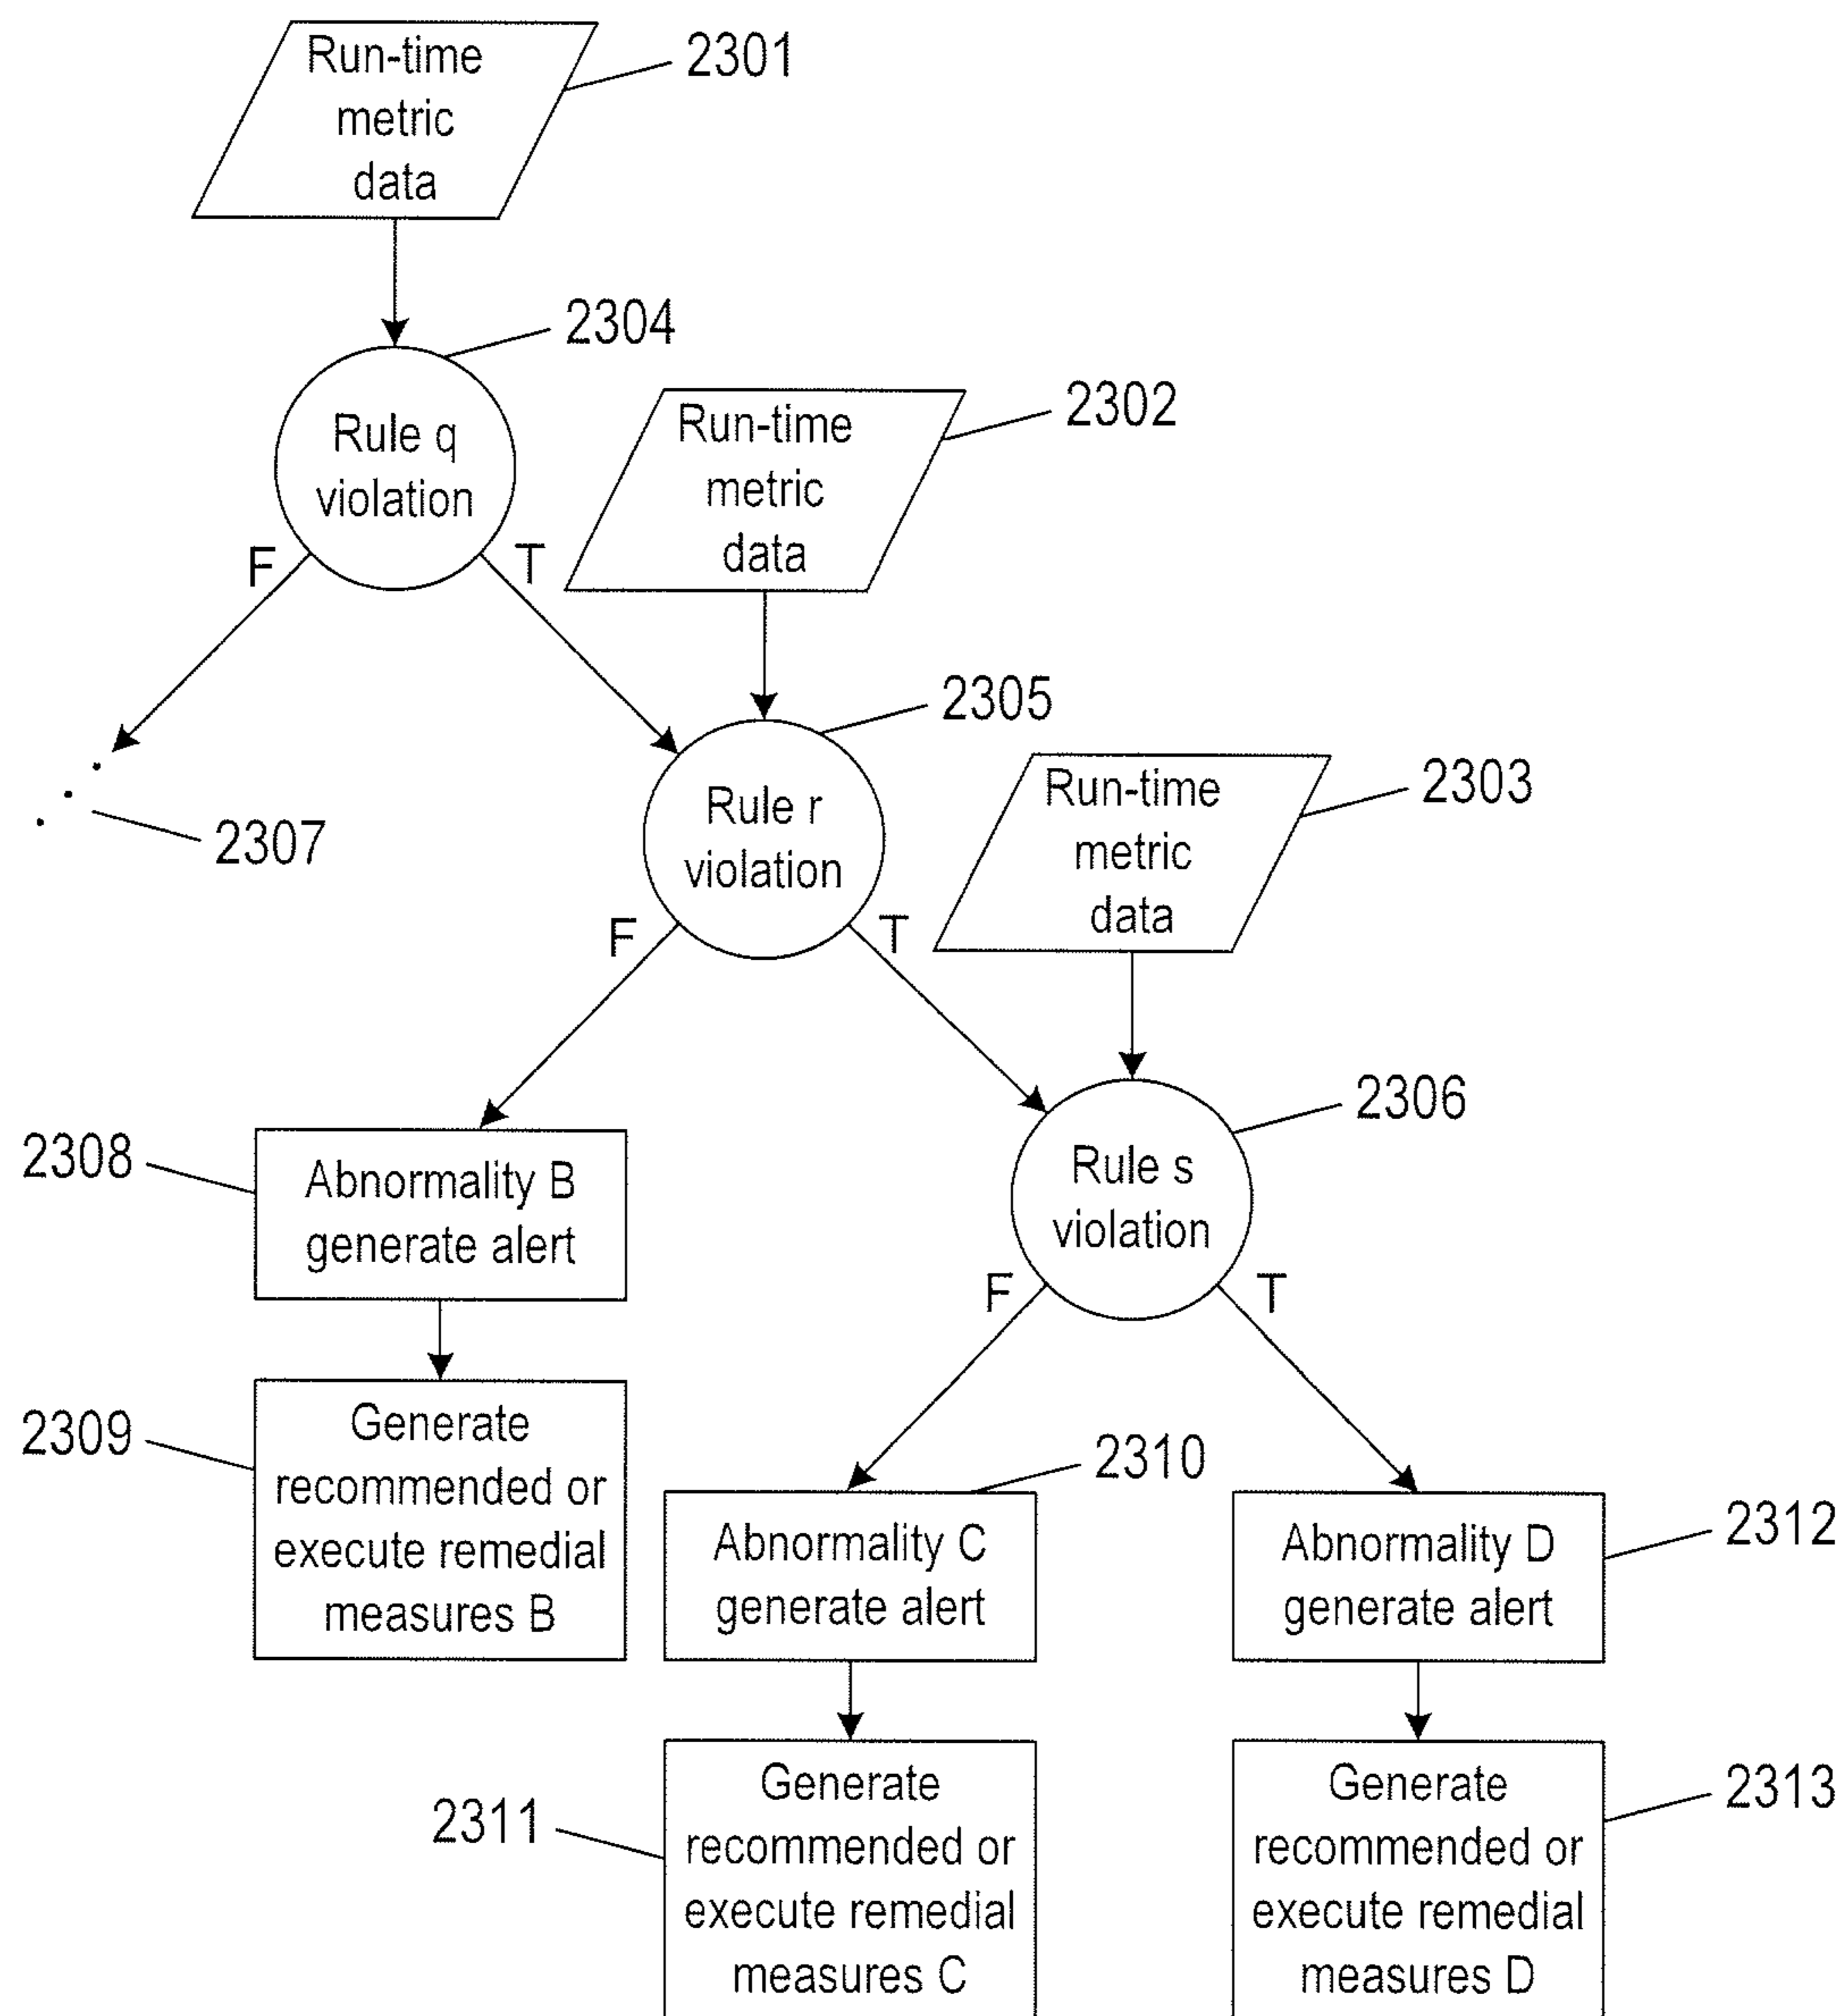 Run-time
metric
data
2301
2304
Rule q
violation
F
T
Run-time
metric
data
2302
2305
Rule r
violation
F
T
2307
Run-time
metric
data
2303
2306
Rule s
violation
F
T
2308
Abnormality B
generate alert
2309
Generate
recommended or
execute remedial
measures B
2310
Abnormality C
generate alert
2311
Generate
recommended or
execute remedial
measures C
2312
Abnormality D
generate alert
2313
Generate
recommended or
execute remedial
measures D